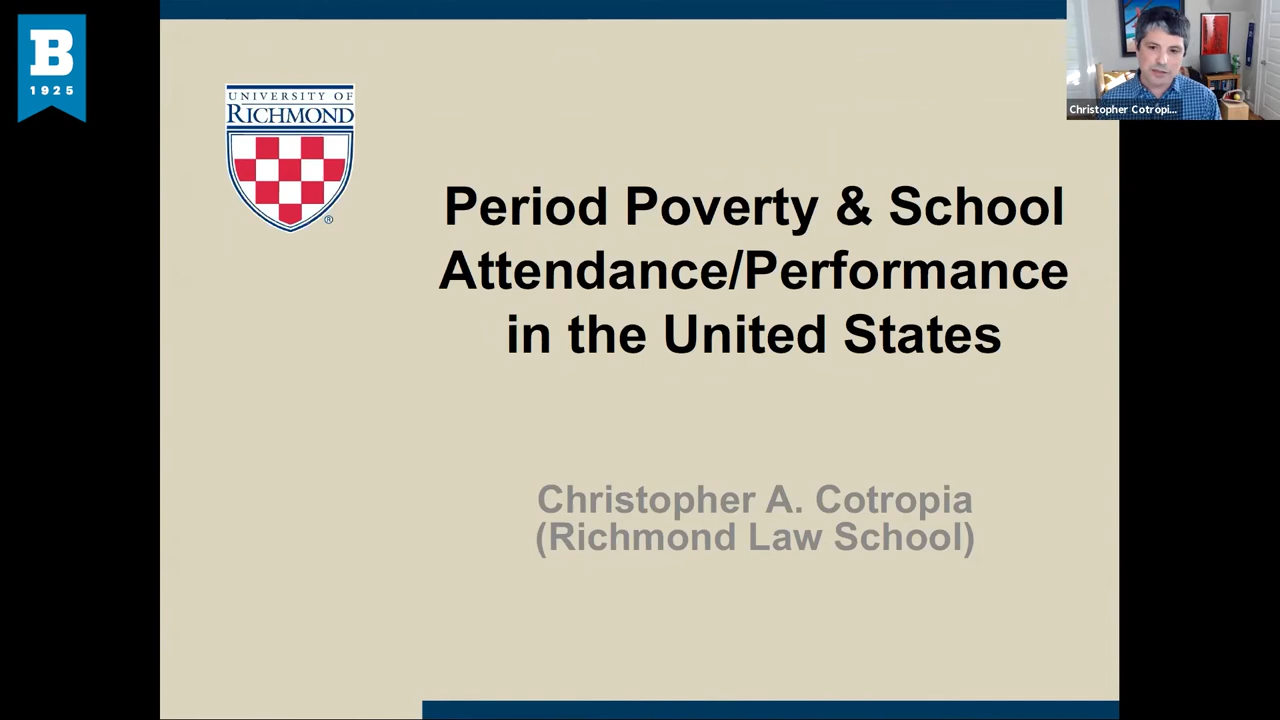 B
1925
UNIVERSITY OF
RICHMOND
®
Period Poverty & School
Attendance/Performance
in the United States
Christopher A. Cotropia
(Richmond Law School)
Christopher Cotropi...